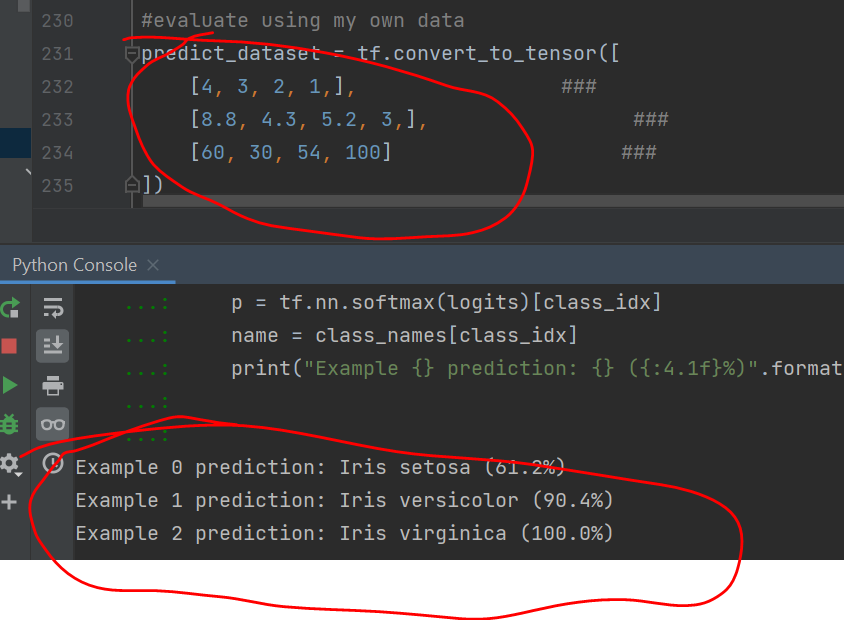 230 #evaluate using my own data
231 predict_dataset = tf.convert_to_tensor([
232 [4, 3, 2, 1,], ###
233 [8.8, 4.3, 5.2, 3,], ###
234 [60, 30, 54, 100] ###
235 ])
Python Console
...: p = tf.nn.softmax(logits)[class_idx]
...: name = class_names[class_idx]
...: print("Example {} prediction: {} ({:4.1f}%)".format
...:
...:
Example 0 prediction: Iris setosa (61.2%)
Example 1 prediction: Iris versicolor (90.4%)
Example 2 prediction: Iris virginica (100.0%)